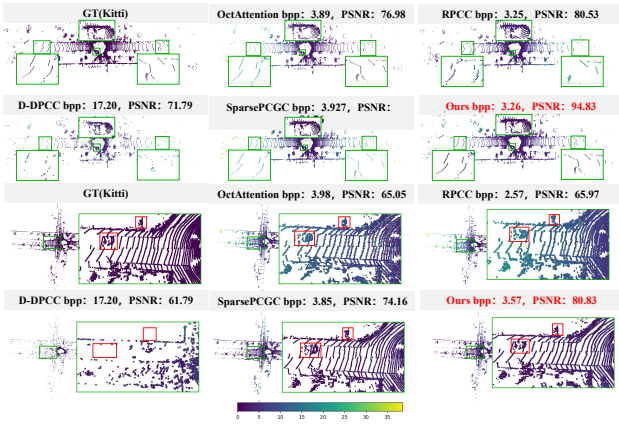 GT(Kitti)
OctAttention bpp: 3.89, PSNR: 76.98
RPCC bpp: 3.25, PSNR: 80.53
D-DPCC bpp: 17.20, PSNR: 71.79
SparsePCGC bpp: 3.927, PSNR:
Ours bpp: 3.26, PSNR: 94.83
GT(Kitti)
OctAttention bpp: 3.98, PSNR: 65.05
RPCC bpp: 2.57, PSNR: 65.97
D-DPCC bpp: 17.20, PSNR: 61.79
SparsePCGC bpp: 3.85, PSNR: 74.16
Ours bpp: 3.57, PSNR: 80.83
0 5 10 15 20 25 30 35